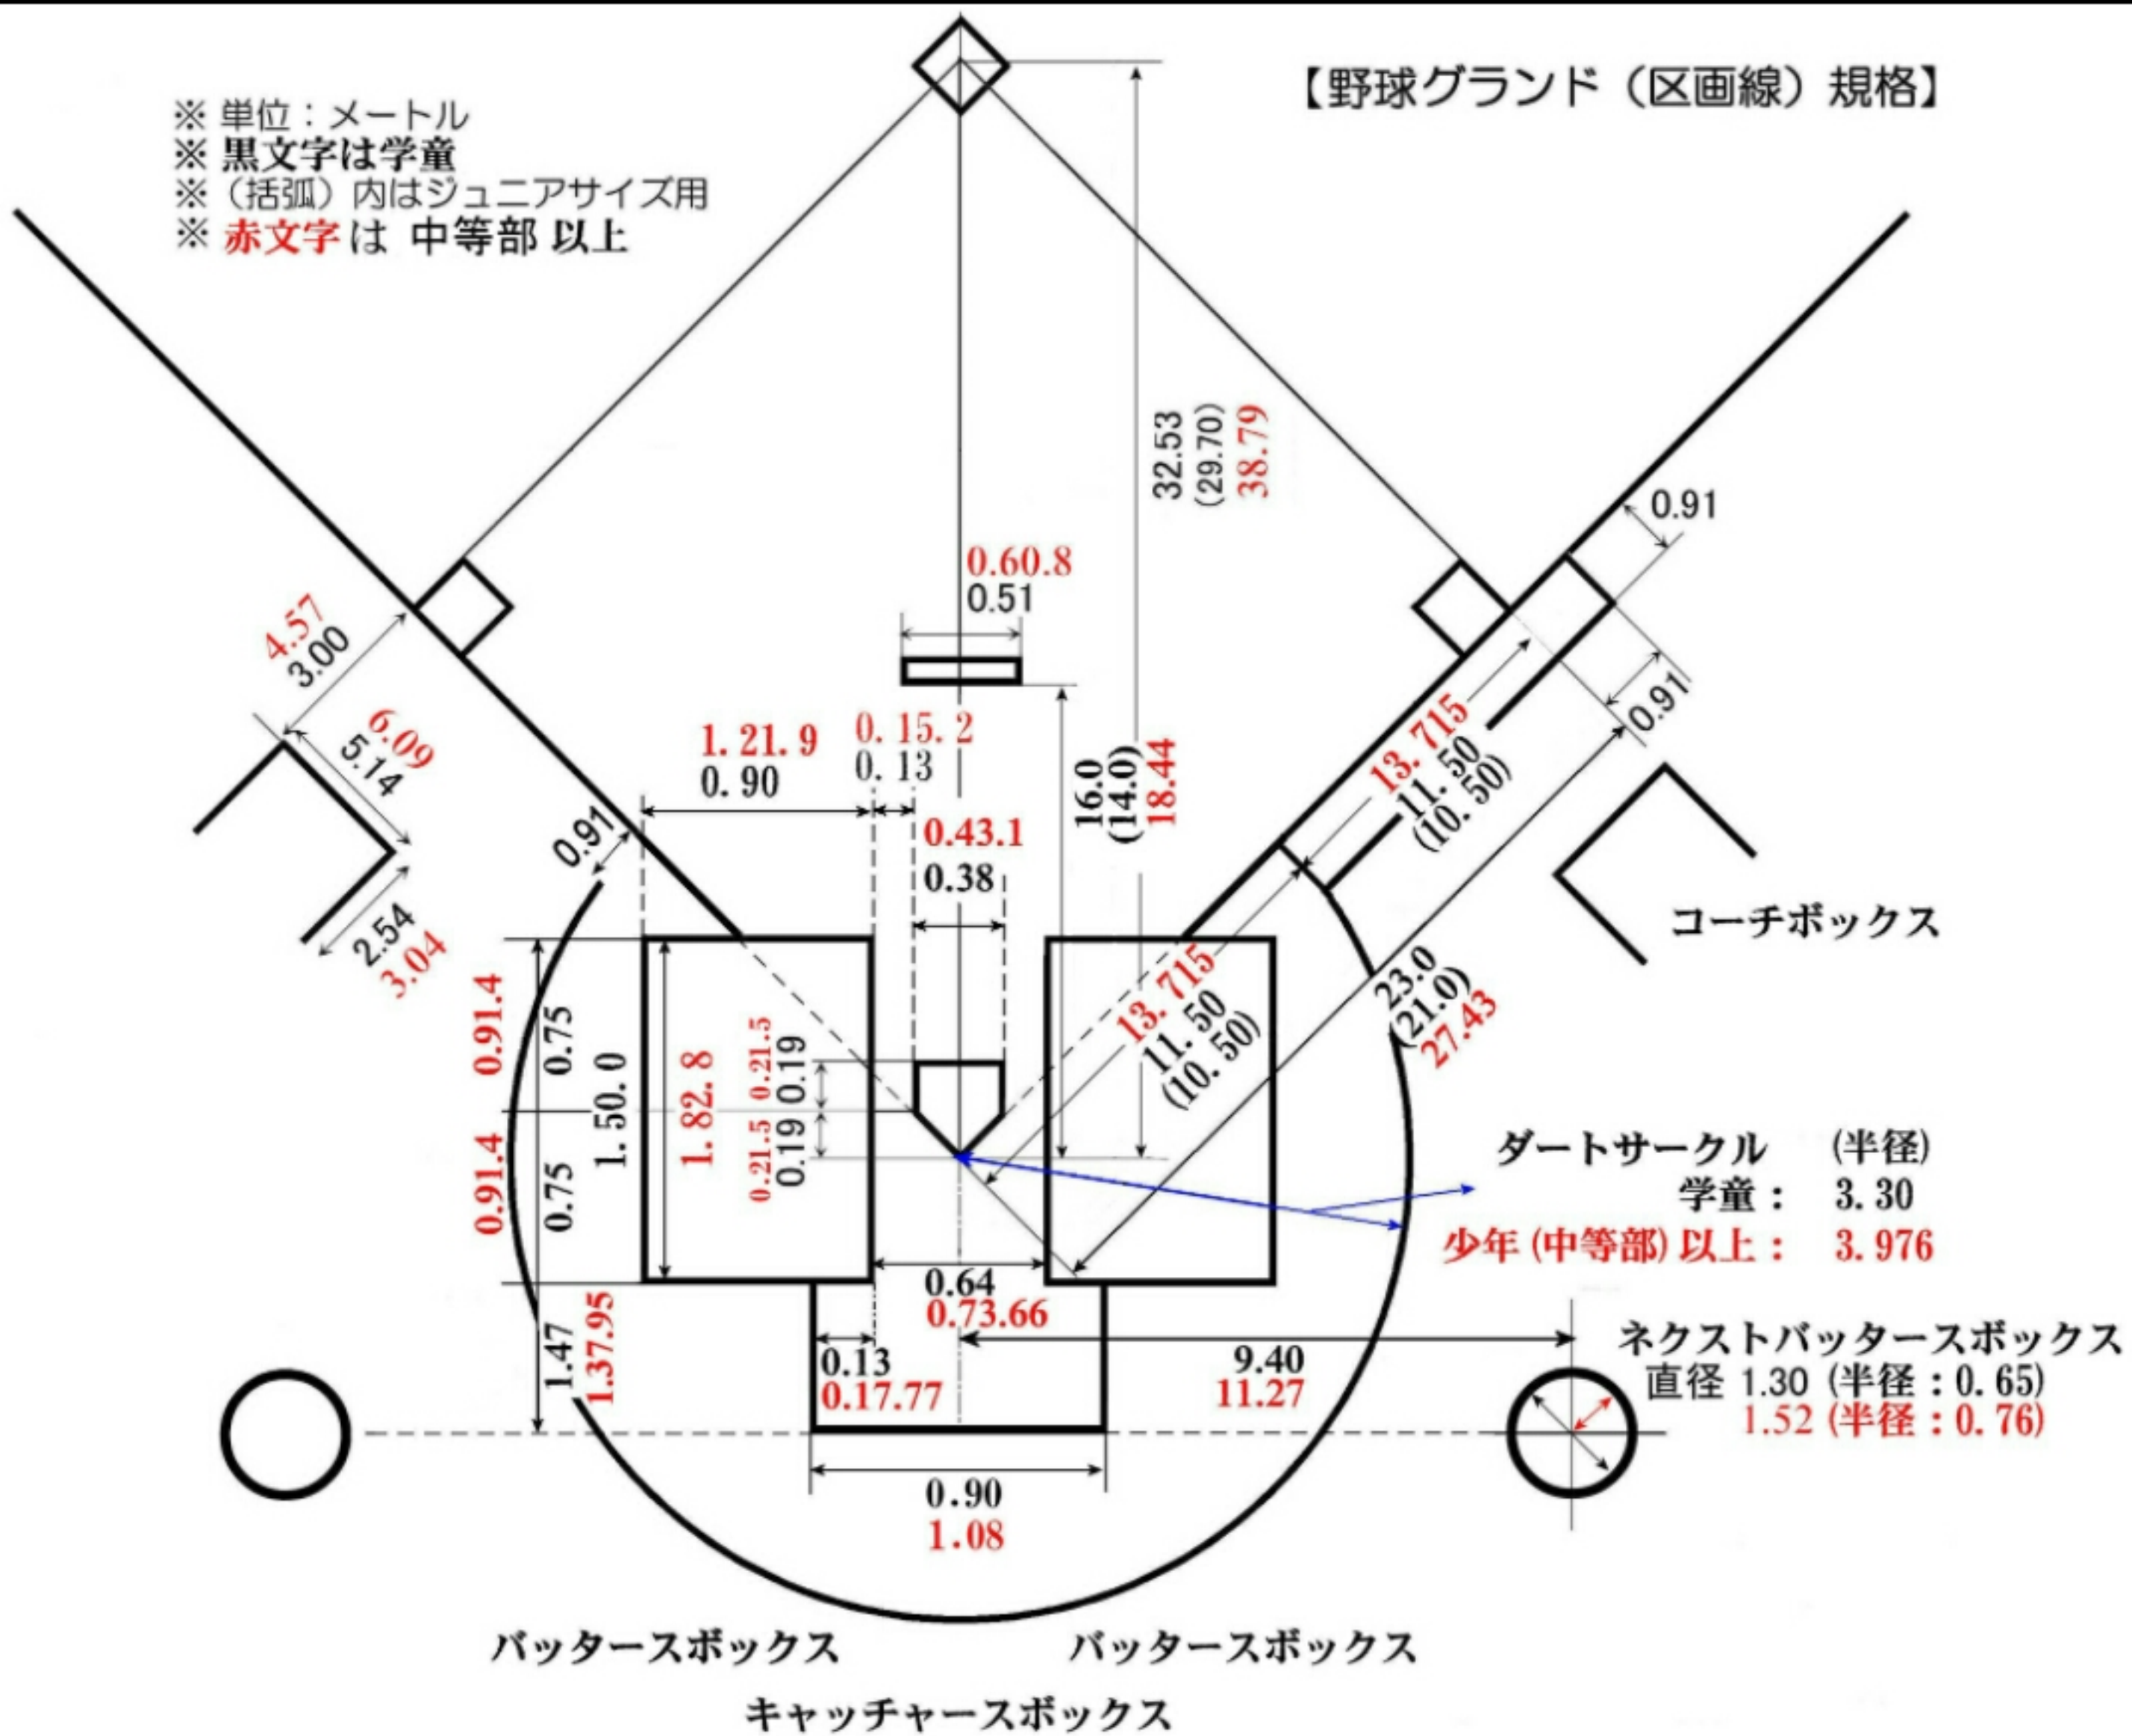 【野球グランド（区画線）規格】
※ 単位：メートル
※ 黒文字は学童
※（括弧）内はジュニアサイズ用
※ 赤文字は 中等部 以上
32.53
(29.70)
38.79
0.91
0.60.8
0.51
4.57
3.00
6.09
5.14
2.54
3.04
0.91
1. 21. 9
0. 90
0. 15. 2
0. 13
0.43.1
0.38
16.0
(14.0)
18.44
13. 715
11. 50
(10. 50)
0.91
コーチボックス
13. 715
11. 50
(10. 50)
23.0
(21.0)
27.43
0.91.4
0.75
0.91.4
0.75
1. 50. 0
1. 82. 8
0.21.5
0.19
0.21.5
0.19
ダートサークル (半径)
学童： 3. 30
少年 (中等部) 以上： 3. 976
0.64
0.73.66
1.47
1.37.95
0.13
0.17.77
9.40
11.27
ネクストバッタースボックス
直径 1.30 (半径：0. 65)
1.52 (半径：0. 76)
0.90
1.08
バッタースボックス
バッタースボックス
キャッチャースボックス